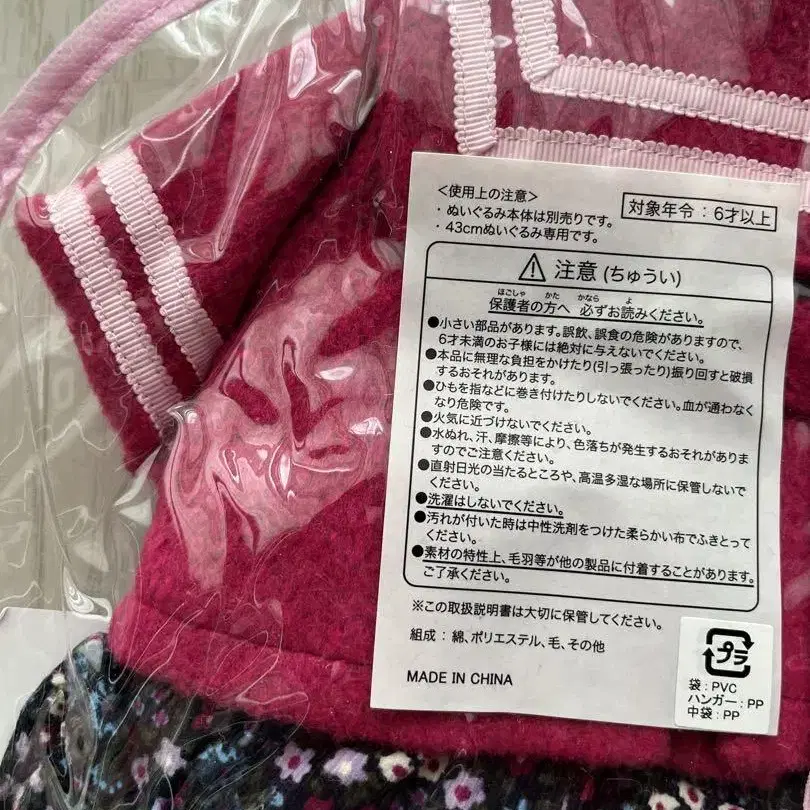 <使用上の注意>
・ぬいぐるみ本体は別売りです。
・43cmぬいぐるみ専用です。
対象年令：6才以上
⚠ 注意 (ちゅうい)
ほごしゃ かた かなら よ
保護者の方へ 必ずお読みください。
●小さい部品があります。誤飲、誤食の危険がありますので、
6才未満のお子様には絶対に与えないでください。
●本品に無理な負担をかけたり(引っ張ったり)振り回すと破損
するおそれがあります。
●ひもを指などに巻き付けたりしないでください。血が通わなく
なり危険です。
●火気に近づけないでください。
●水ぬれ、汗、摩擦等により、色落ちが発生するおそれがありま
すのでご注意ください。
●直射日光の当たるところや、高温多湿な場所に保管しないで
ください。
●洗濯はしないでください。
●汚れが付いた時は中性洗剤をつけた柔らかい布でふきとって
ください。
●素材の特性上、毛羽等が他の製品に付着することがあります。
ご了承ください。
※この取扱説明書は大切に保管してください。
組成：綿、ポリエステル、毛、その他
MADE IN CHINA
プラ
袋：PVC
ハンガー：PP
中袋：PP